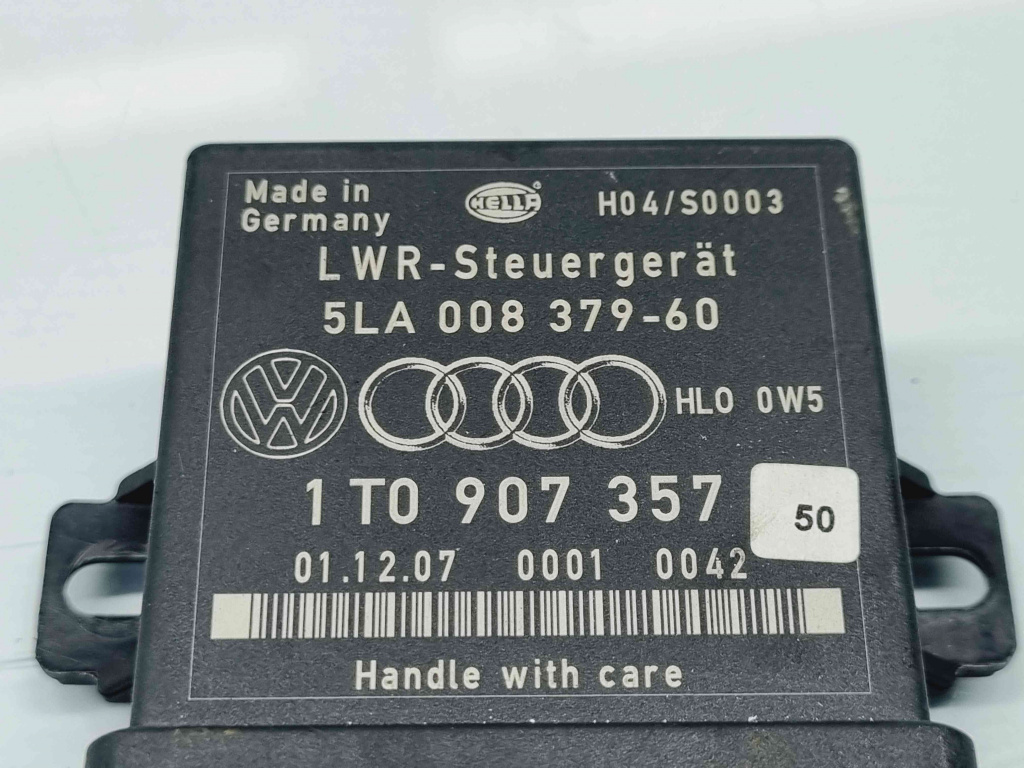 Made in
Germany
HELLA ®
H04/S0003
LWR-Steuergerät
5LA 008 379-60
VW
HLO 0W5
1T0 907 357
50
01.12.07 0001 0042
Handle with care